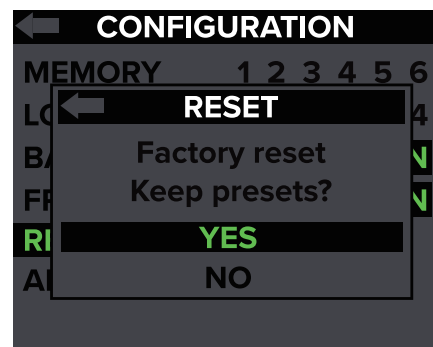 CONFIGURATION
MEMORY 1 2 3 4 5 6
RESET
Factory reset
Keep presets?
YES
NO